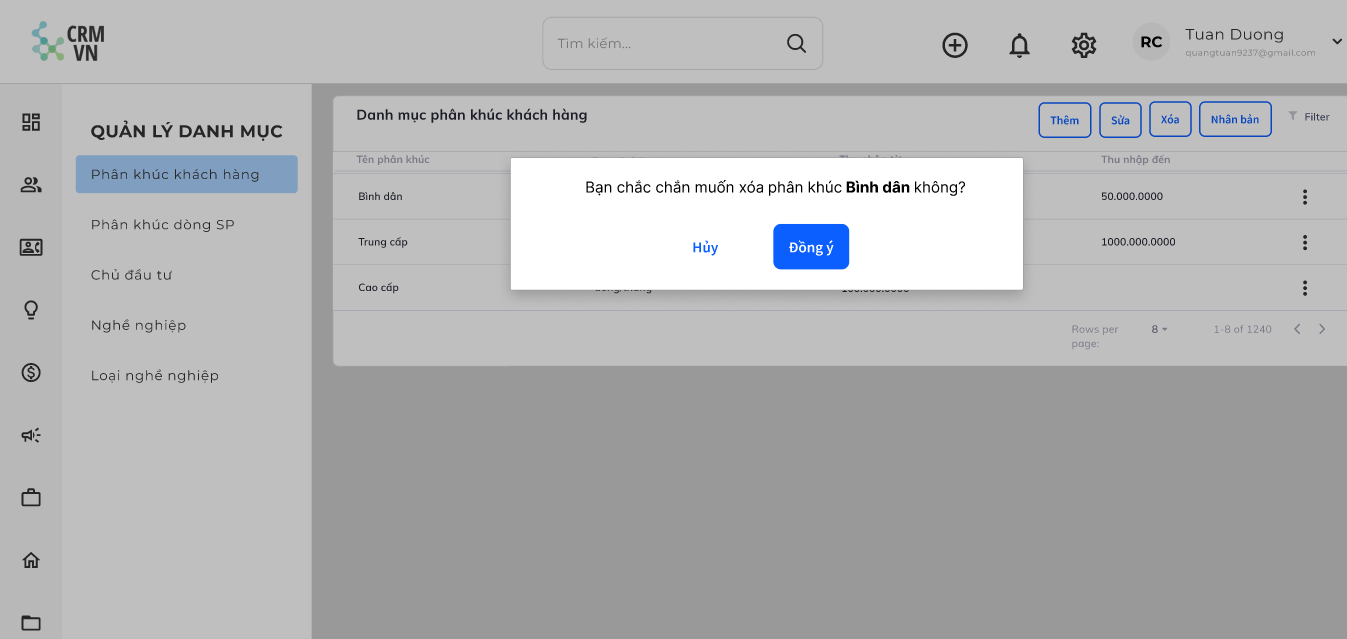 CRM
VN
Tìm kiếm...
RC
Tuan Duong
quangtuan9237@gmail.com
QUẢN LÝ DANH MỤC
Phân khúc khách hàng
Phân khúc dòng SP
Chủ đầu tư
Nghề nghiệp
Loại nghề nghiệp
Danh mục phân khúc khách hàng
Thêm
Sửa
Xóa
Nhân bản
Filter
Tên phân khúc
Thu nhập đến
Bạn chắc chắn muốn xóa phân khúc Bình dân không?
Hủy
Đồng ý
Bình dân
50.000.0000
Trung cấp
1000.000.0000
Cao cấp
Rows per page:
8
1-8 of 1240